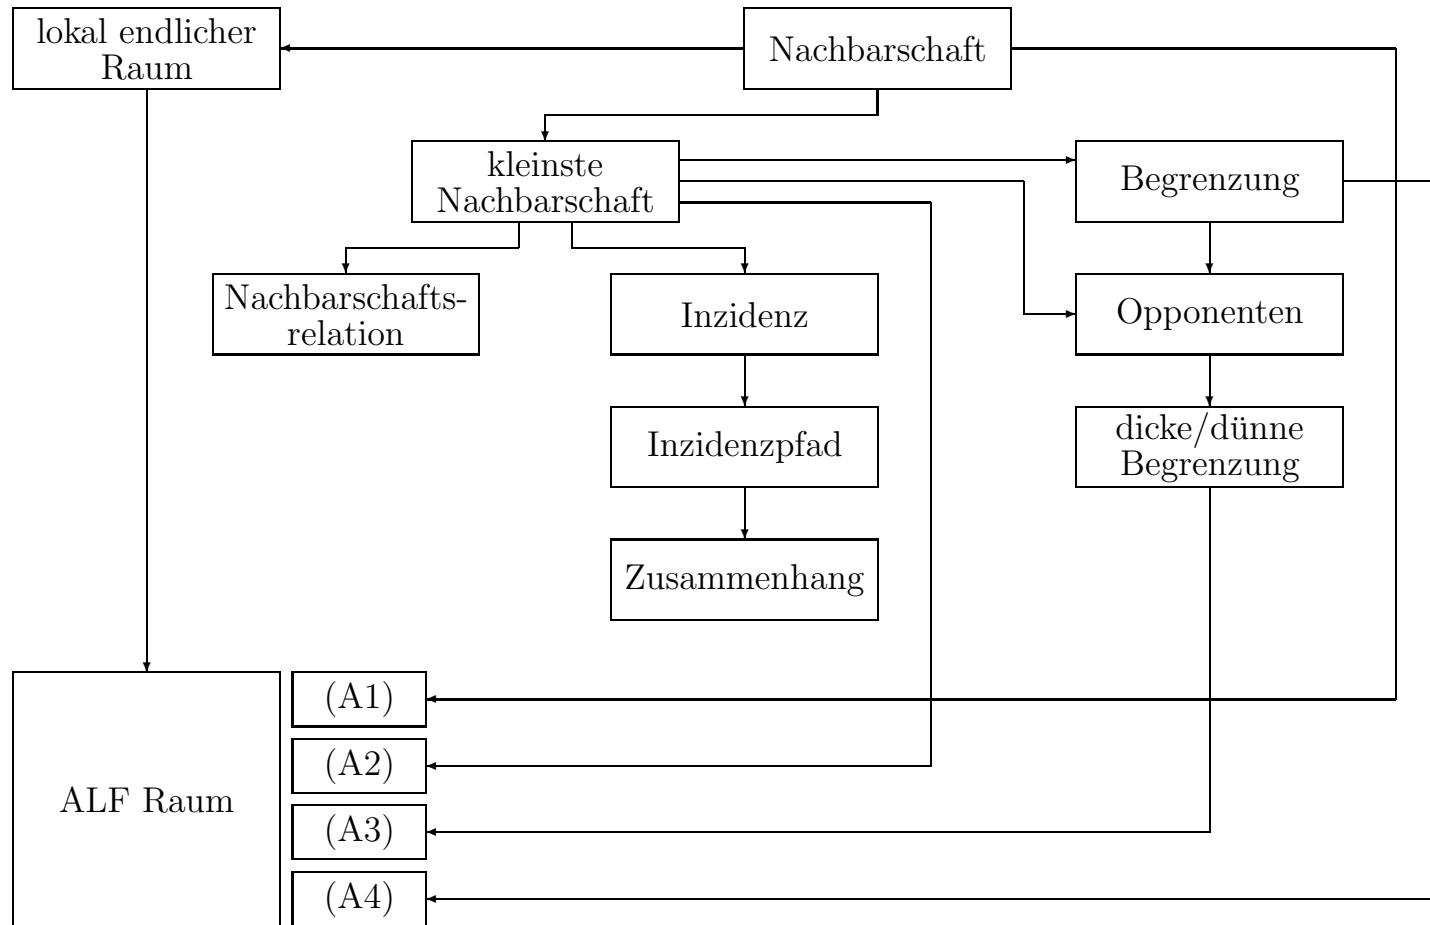 lokal endlicher
Raum
Nachbarschaft
kleinste
Nachbarschaft
Begrenzung
Nachbarschafts-
relation
Inzidenz
Opponenten
Inzidenzpfad
dicke/dünne
Begrenzung
Zusammenhang
ALF Raum
(A1)
(A2)
(A3)
(A4)